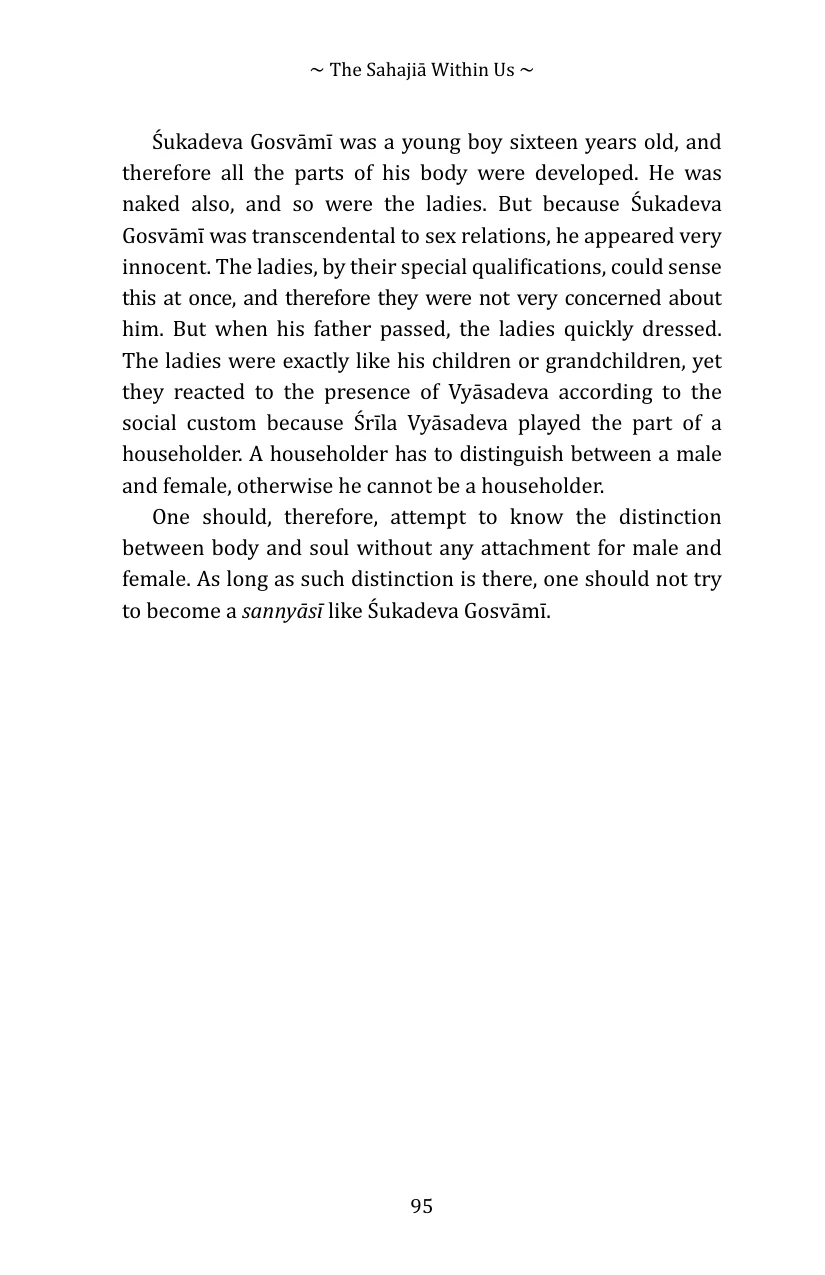 ~ The Sahajiā Within Us ~
Śukadeva Gosvāmī was a young boy sixteen years old, and
therefore all the parts of his body were developed. He was
naked also, and so were the ladies. But because Śukadeva
Gosvāmī was transcendental to sex relations, he appeared very
innocent. The ladies, by their special qualifications, could sense
this at once, and therefore they were not very concerned about
him. But when his father passed, the ladies quickly dressed.
The ladies were exactly like his children or grandchildren, yet
they reacted to the presence of Vyāsadeva according to the
social custom because Śrīla Vyāsadeva played the part of a
householder. A householder has to distinguish between a male
and female, otherwise he cannot be a householder.
One should, therefore, attempt to know the distinction
between body and soul without any attachment for male and
female. As long as such distinction is there, one should not try
to become a sannyāsī like Śukadeva Gosvāmī.
95